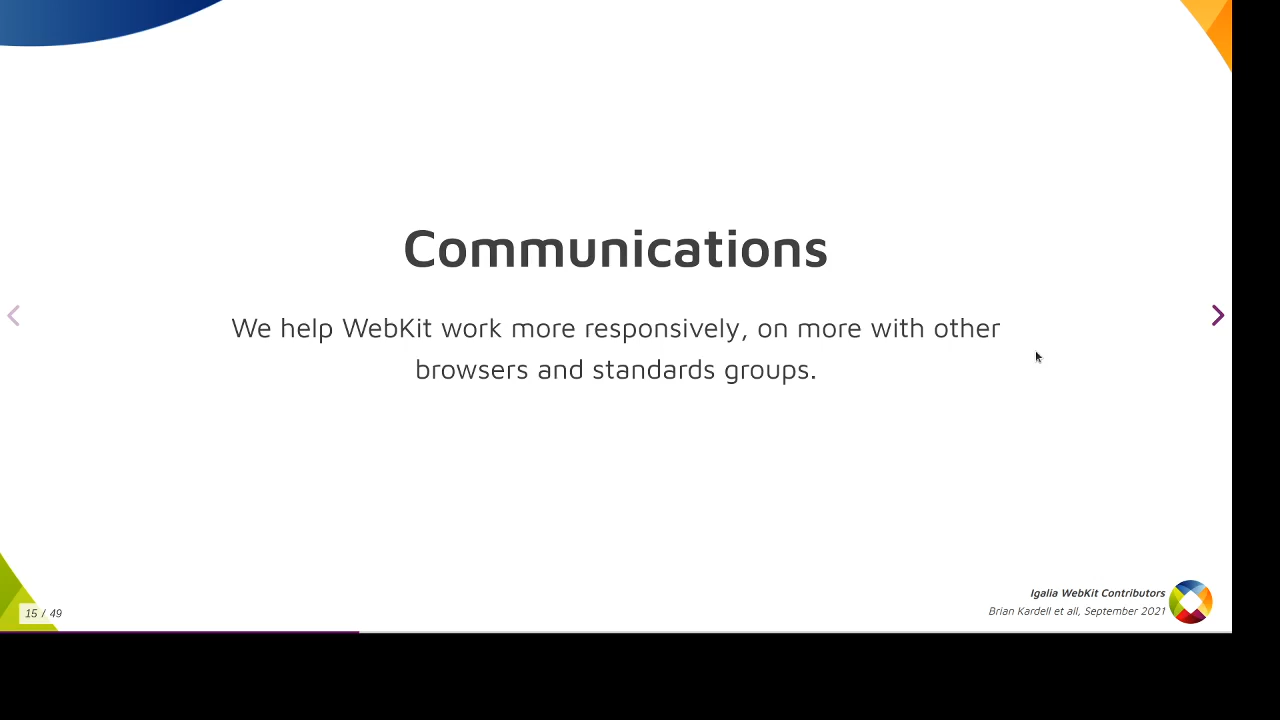 Communications
We help WebKit work more responsively, on more with other
browsers and standards groups.
15 / 49
Igalia WebKit Contributors
Brian Kardell et all, September 2021